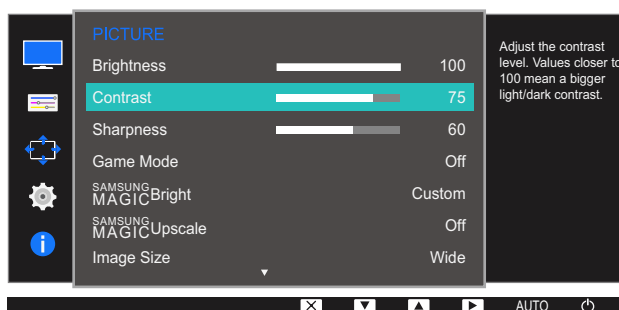 PICTURE
Brightness 100
Contrast 75
Sharpness 60
Game Mode Off
SAMSUNG MAGICBright Custom
SAMSUNG MAGICUpscale Off
Image Size Wide
Adjust the contrast
level. Values closer to
100 mean a bigger
light/dark contrast.
AUTO